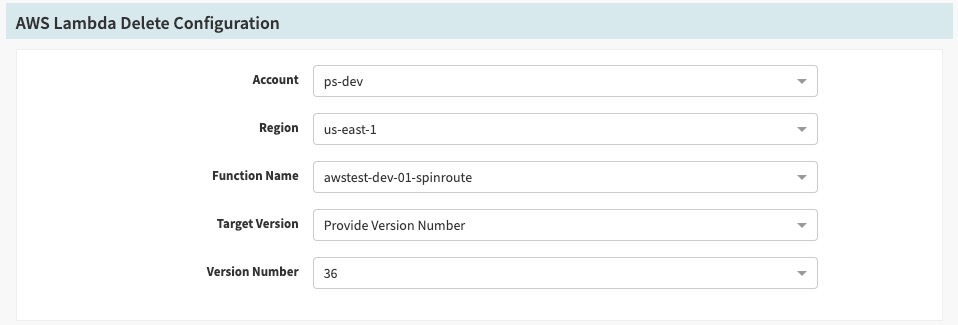 AWS Lambda Delete Configuration
Account ps-dev
Region us-east-1
Function Name awstest-dev-01-spinroute
Target Version Provide Version Number
Version Number 36